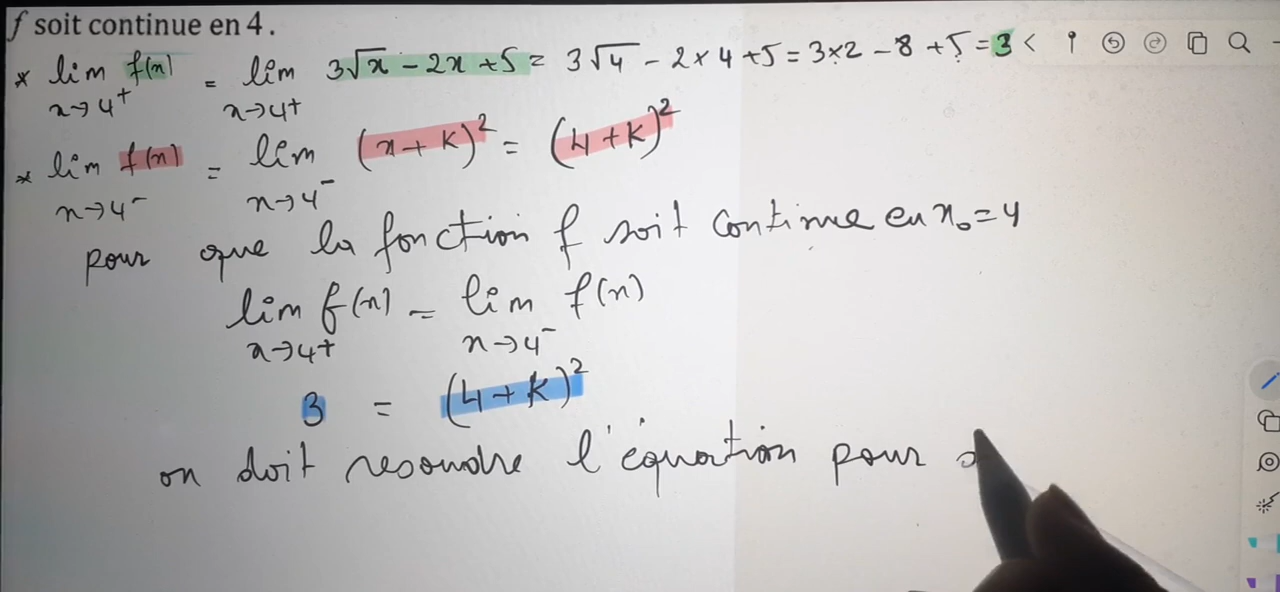 f soit continue en 4.
* lim f(x) = lim 3√x - 2x + 5 = 3√4 - 2×4 + 5 = 3×2 - 8 + 5 = 3 <
x→4⁺ x→4⁺
* lim f(x) = lim (x + k)² = (4 + k)²
x→4⁻ x→4⁻
pour que la fonction f soit continue en x₀ = 4
lim f(x) = lim f(x)
x→4⁺ x→4⁻
3 = (4 + k)²
on doit resoudre l'équation pour